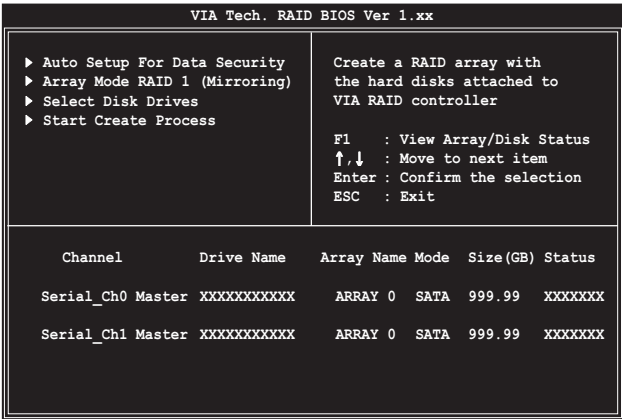 VIA Tech. RAID BIOS Ver 1.xx
Auto Setup For Data Security
Array Mode RAID 1 (Mirroring)
Select Disk Drives
Start Create Process
Create a RAID array with
the hard disks attached to
VIA RAID controller
F1 : View Array/Disk Status
↑,↓ : Move to next item
Enter : Confirm the selection
ESC : Exit
Channel Drive Name Array Name Mode Size(GB) Status
Serial_Ch0 Master XXXXXXXXXXX ARRAY 0 SATA 999.99 XXXXXXX
Serial_Ch1 Master XXXXXXXXXXX ARRAY 0 SATA 999.99 XXXXXXX